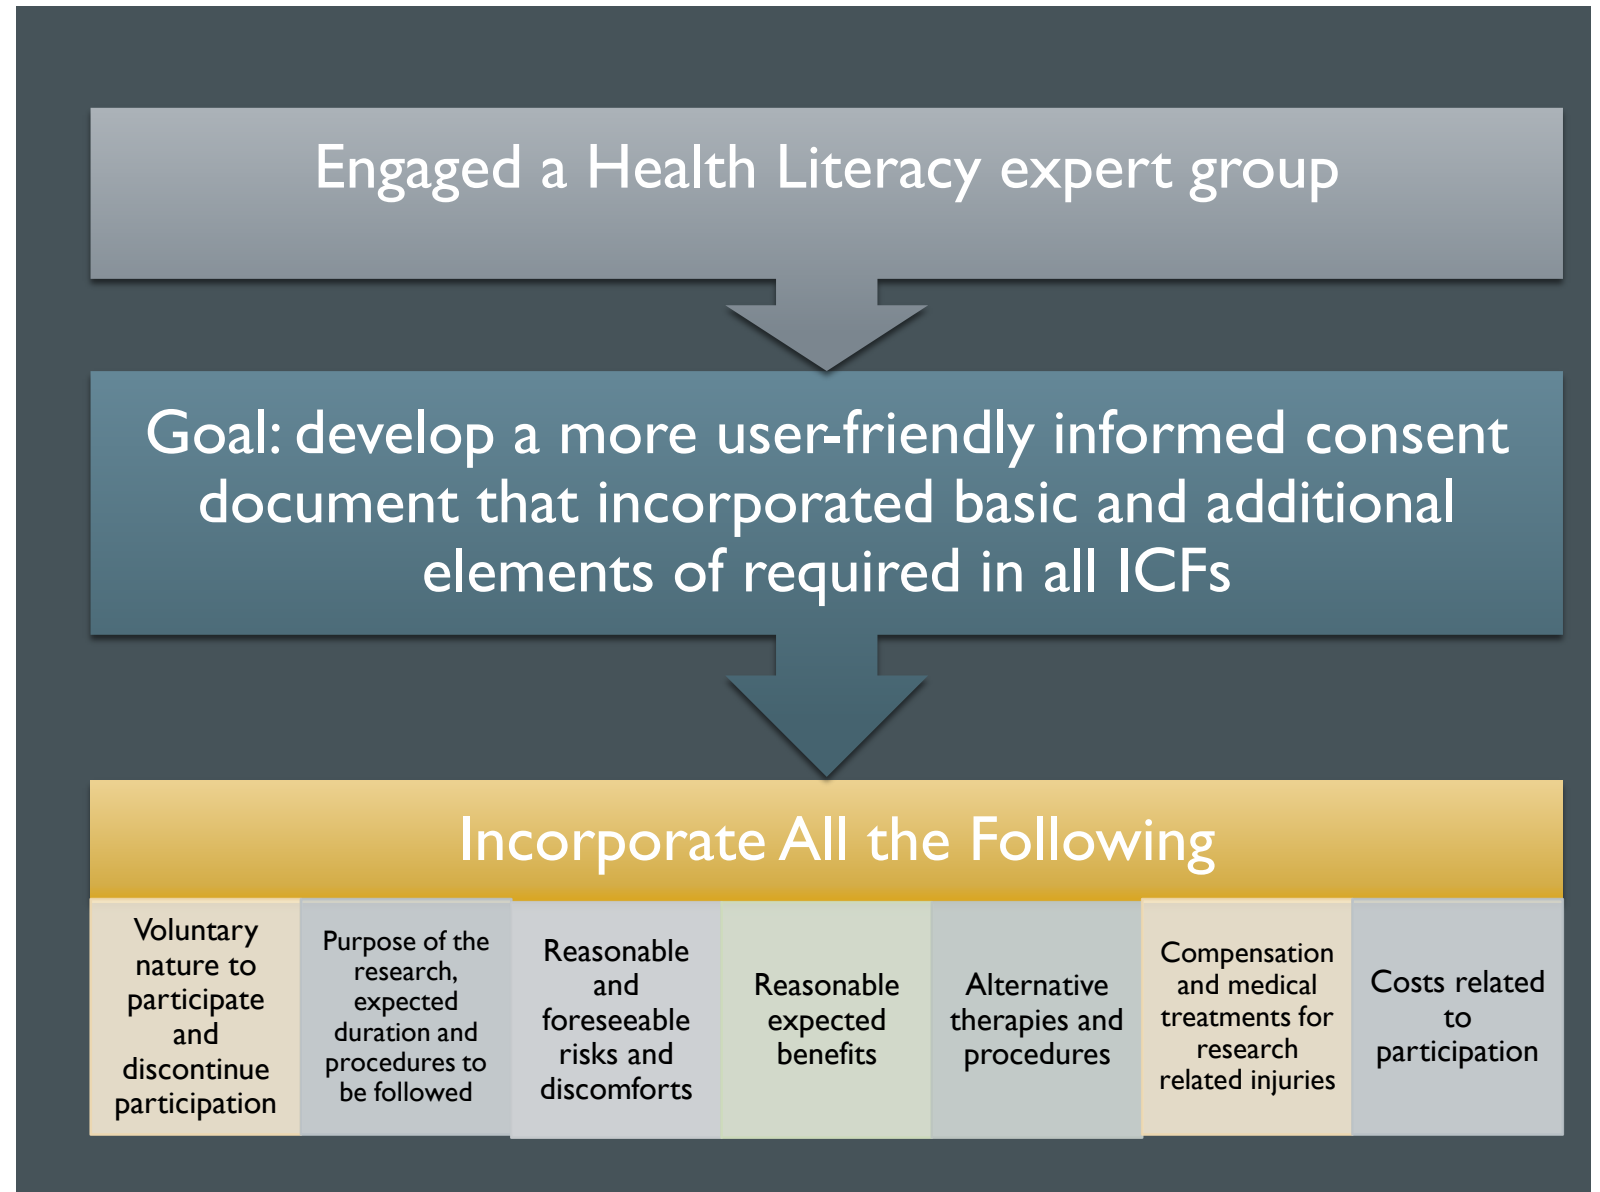 Engaged a Health Literacy expert group
Goal: develop a more user-friendly informed consent
document that incorporated basic and additional
elements of required in all ICFs
Incorporate All the Following
Voluntary
nature to
participate
and
discontinue
participation
Purpose of the
research,
expected
duration and
procedures to
be followed
Reasonable
and
foreseeable
risks and
discomforts
Reasonable
expected
benefits
Alternative
therapies and
procedures
Compensation
and medical
treatments for
research
related injuries
Costs related
to
participation